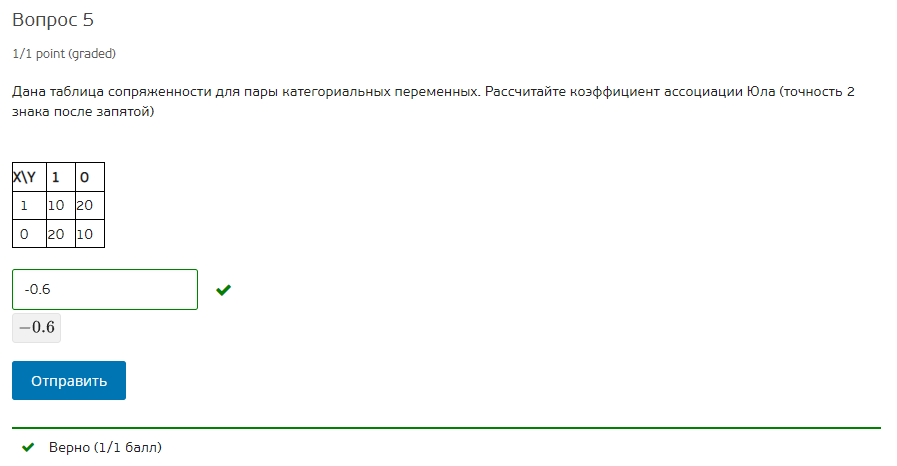 Вопрос 5
1/1 point (graded)
Дана таблица сопряженности для пары категориальных переменных. Рассчитайте коэффициент ассоциации Юла (точность 2
знака после запятой)
X\Y 1 0
1 10 20
0 20 10
-0.6
−0.6
Отправить
Верно (1/1 балл)